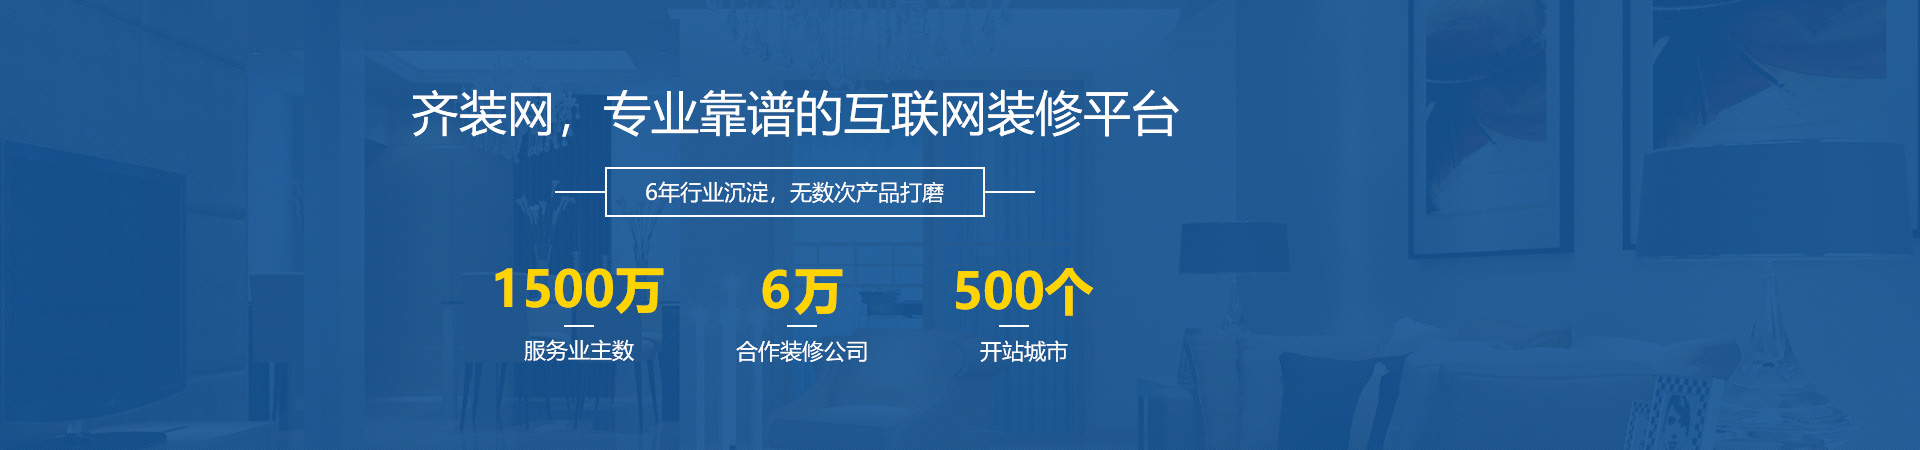 齐装网，专业靠谱的互联网装修平台
6年行业沉淀，无数次产品打磨
1500万 6万 500个
服务业主数 合作装修公司 开站城市